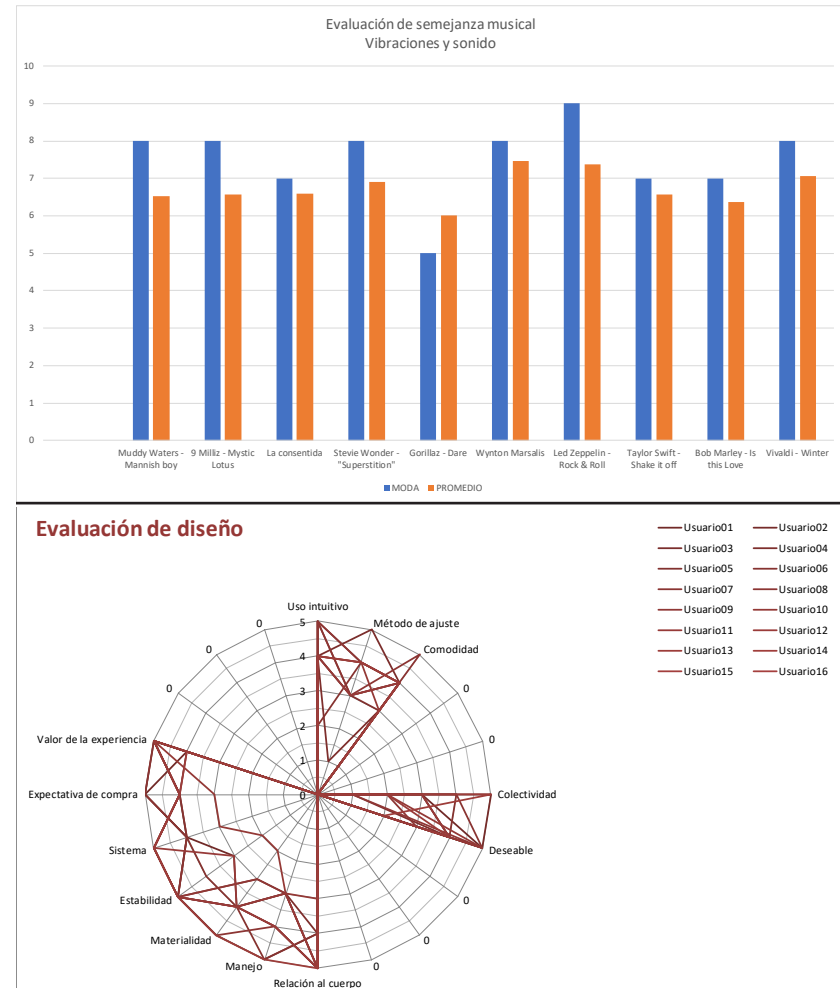 Evaluación de semejanza musical
Vibraciones y sonido
10
9
8
7
6
5
4
3
2
1
0
Muddy Waters -
Mannish boy
9 Milliz - Mystic
Lotus
La consentida
Stevie Wonder -
"Superstition"
Gorillaz - Dare
Wynton Marsalis
Led Zeppelin -
Rock & Roll
Taylor Swift -
Shake it off
Bob Marley - Is
this Love
Vivaldi - Winter
MODA PROMEDIO
Evaluación de diseño
Usuario01 Usuario02
Usuario03 Usuario04
Usuario05 Usuario06
Usuario07 Usuario08
Usuario09 Usuario10
Usuario11 Usuario12
Usuario13 Usuario14
Usuario15 Usuario16
Uso intuitivo
Método de ajuste
Comodidad
0
0
Colectividad
Deseable
0
0
0
Relación al cuerpo
Manejo
Materialidad
Estabilidad
Sistema
Expectativa de compra
Valor de la experiencia
0
0
0
5
4
3
2
1
0